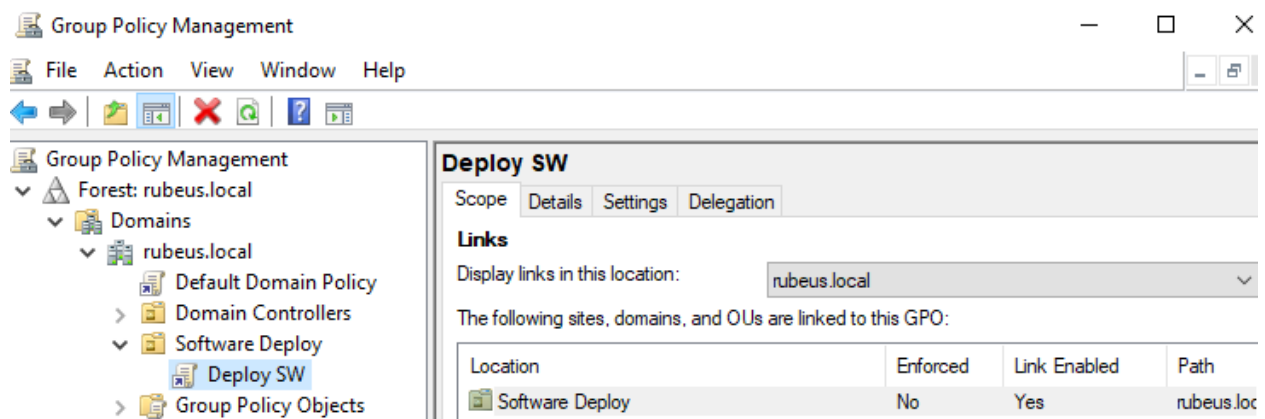 Group Policy Management
File Action View Window Help
Group Policy Management
Forest: rubeus.local
Domains
rubeus.local
Default Domain Policy
Domain Controllers
Software Deploy
Deploy SW
Group Policy Objects
Deploy SW
Scope Details Settings Delegation
Links
Display links in this location: rubeus.local
The following sites, domains, and OUs are linked to this GPO:
Location Enforced Link Enabled Path
Software Deploy No Yes rubeus.loc